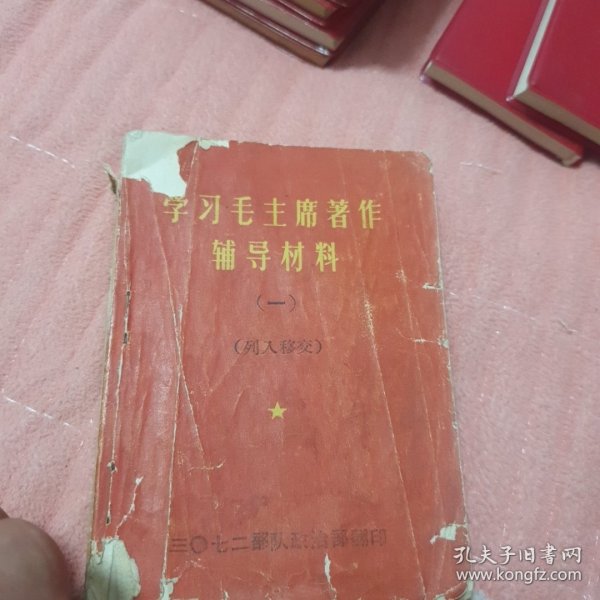 学习毛主席著作
辅导材料
(一)
(列入移交)
三〇七二部队政治部翻印
孔夫子旧书网
www.kongfz.com